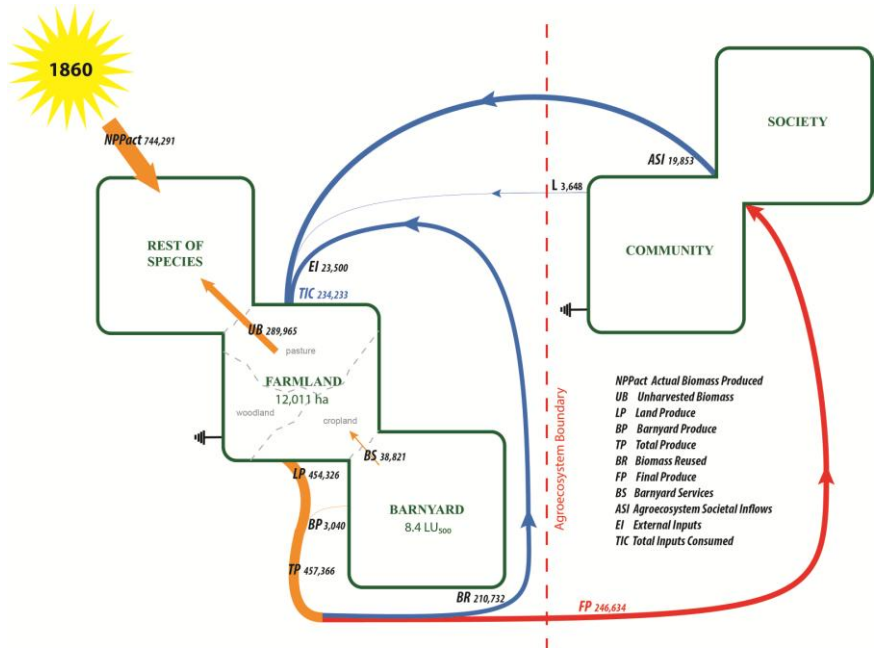 1860
NPPact 744,291
SOCIETY
ASI 19,853
L 3,648
REST OF
SPECIES
COMMUNITY
EI 23,500
TIC 234,233
UB 289,965
pasture
FARMLAND
12,011 ha
woodland
cropland
BS 38,821
LP 454,326
BARNYARD
8.4 LU₅₀₀
BP 3,040
TP 457,366
BR 210,732
FP 246,634
Agroecosystem Boundary
NPPact Actual Biomass Produced
UB Unharvested Biomass
LP Land Produce
BP Barnyard Produce
TP Total Produce
BR Biomass Reused
FP Final Produce
BS Barnyard Services
ASI Agroecosystem Societal Inflows
EI External Inputs
TIC Total Inputs Consumed